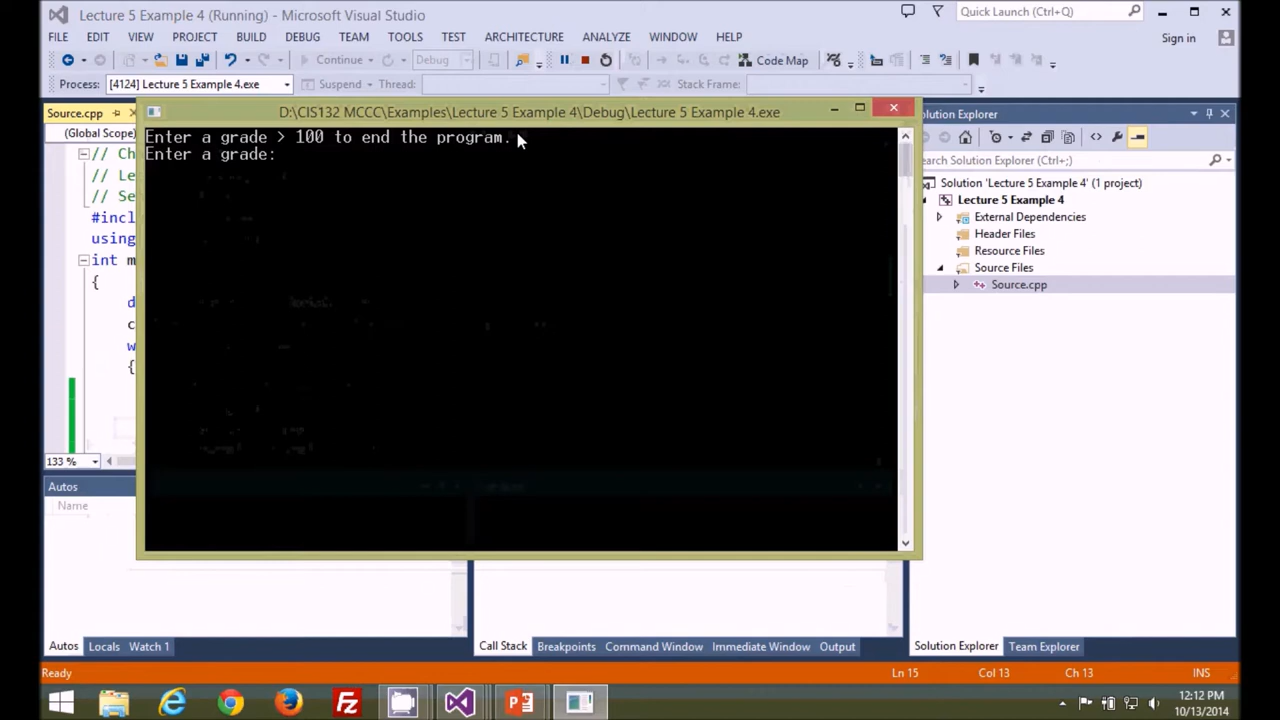 Lecture 5 Example 4 (Running) - Microsoft Visual Studio
Quick Launch (Ctrl+Q)
FILE EDIT VIEW PROJECT BUILD DEBUG TEAM TOOLS TEST ARCHITECTURE ANALYZE WINDOW HELP
Sign in
Continue Debug Code Map
Process: [4124] Lecture 5 Example 4.exe Suspend Thread: Stack Frame:
Source.cpp
D:\CIS132 MCCC\Examples\Lecture 5 Example 4\Debug\Lecture 5 Example 4.exe
(Global Scope)
// Ch
// Le
// Se
#incl
using
int m
{
d
c
w
{
133 %
Enter a grade > 100 to end the program.
Enter a grade:
Solution Explorer
Search Solution Explorer (Ctrl+;)
Solution 'Lecture 5 Example 4' (1 project)
Lecture 5 Example 4
External Dependencies
Header Files
Resource Files
Source Files
Source.cpp
Autos
Name
Autos Locals Watch 1
Call Stack Breakpoints Command Window Immediate Window Output
Solution Explorer Team Explorer
Ready Ln 15 Col 13 Ch 13 INS
12:12 PM
10/13/2014